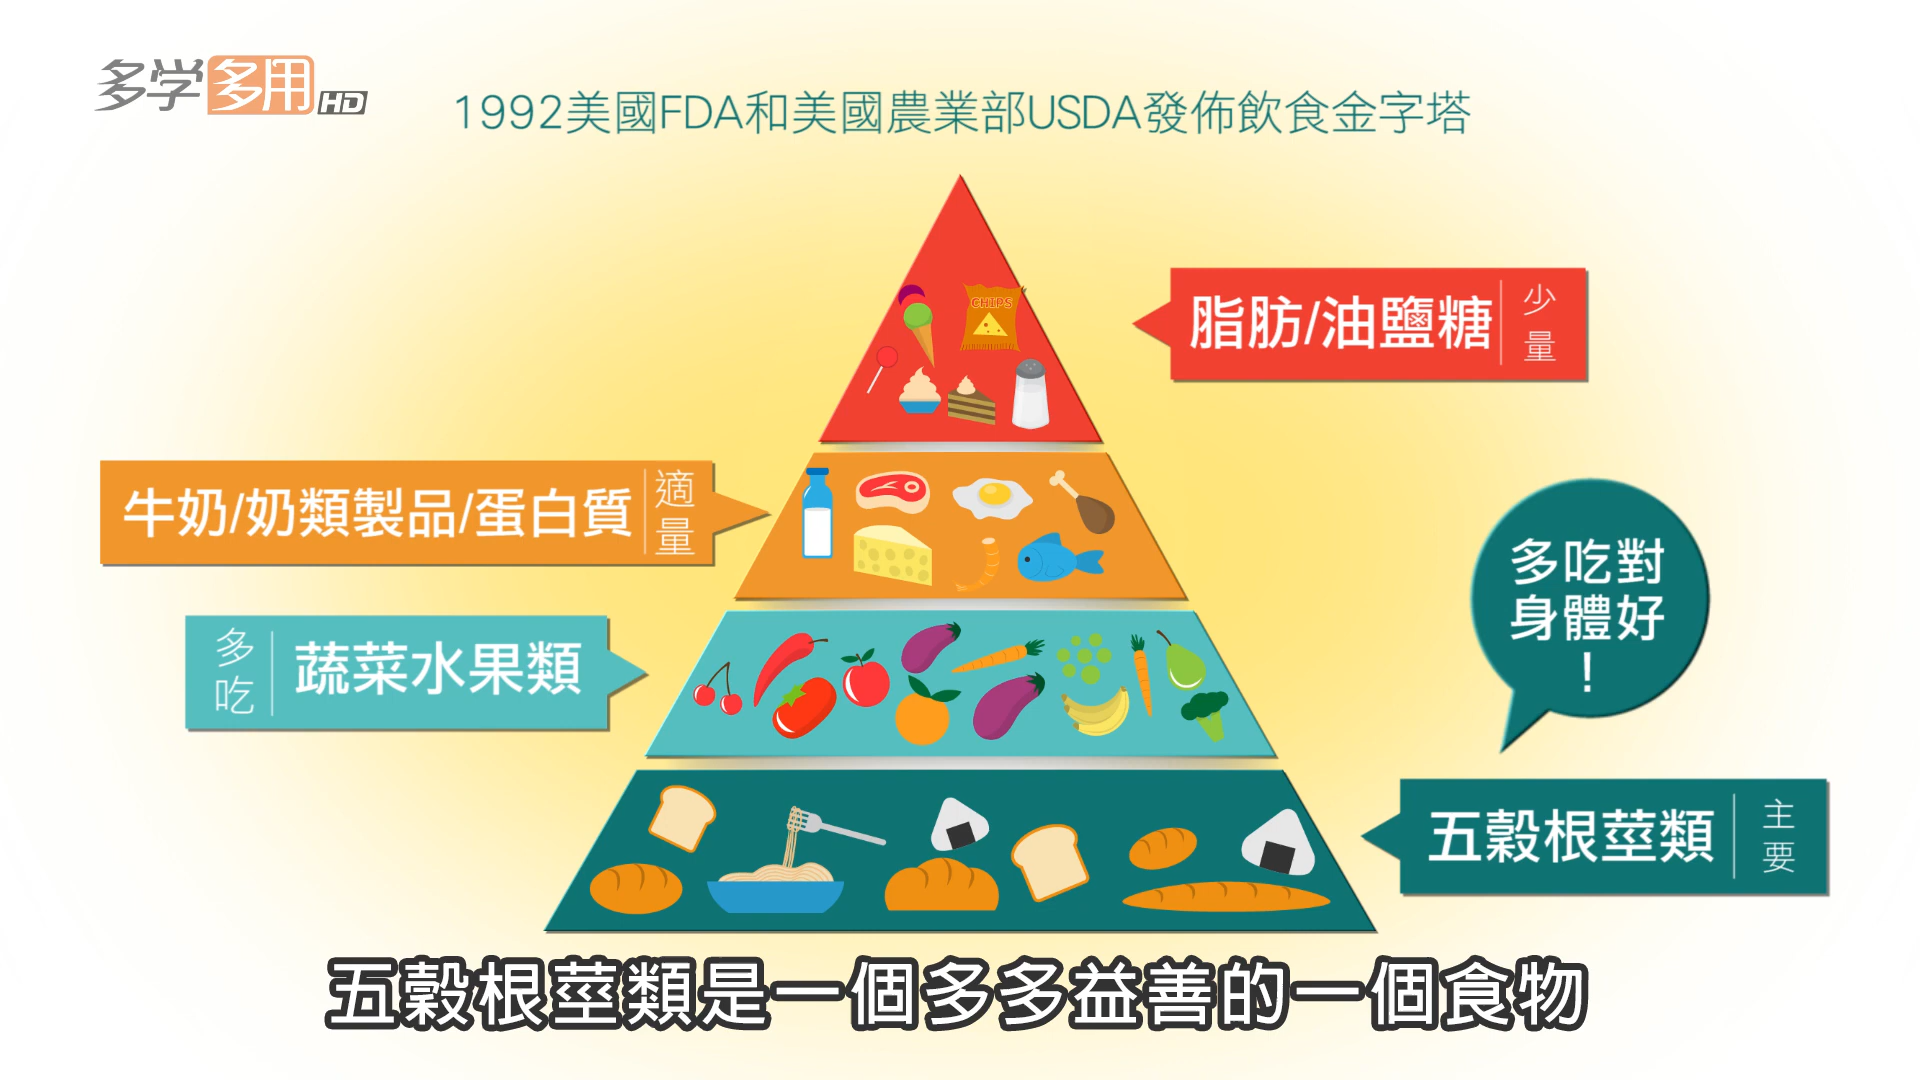 多学多用HD
1992美國FDA和美國農業部USDA發佈飲食金字塔
CHIPS
脂肪/油鹽糖
少量
牛奶/奶類製品/蛋白質
適量
多吃對
身體好
!
多吃
蔬菜水果類
五穀根莖類
主要
五穀根莖類是一個多多益善的一個食物